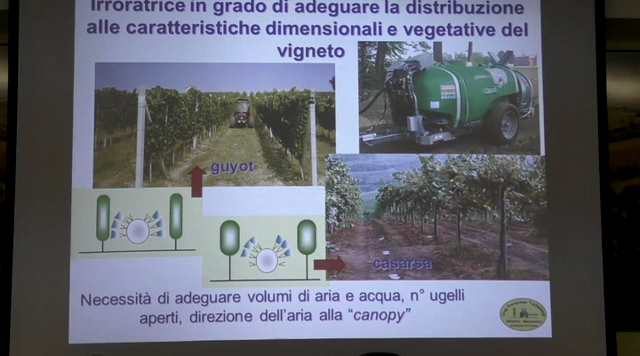 Irroratrice in grado di adeguare la distribuzione
alle caratteristiche dimensionali e vegetative del
vigneto
guyot
casarsa
Necessità di adeguare volumi di aria e acqua, n° ugelli
aperti, direzione dell'aria alla "canopy"